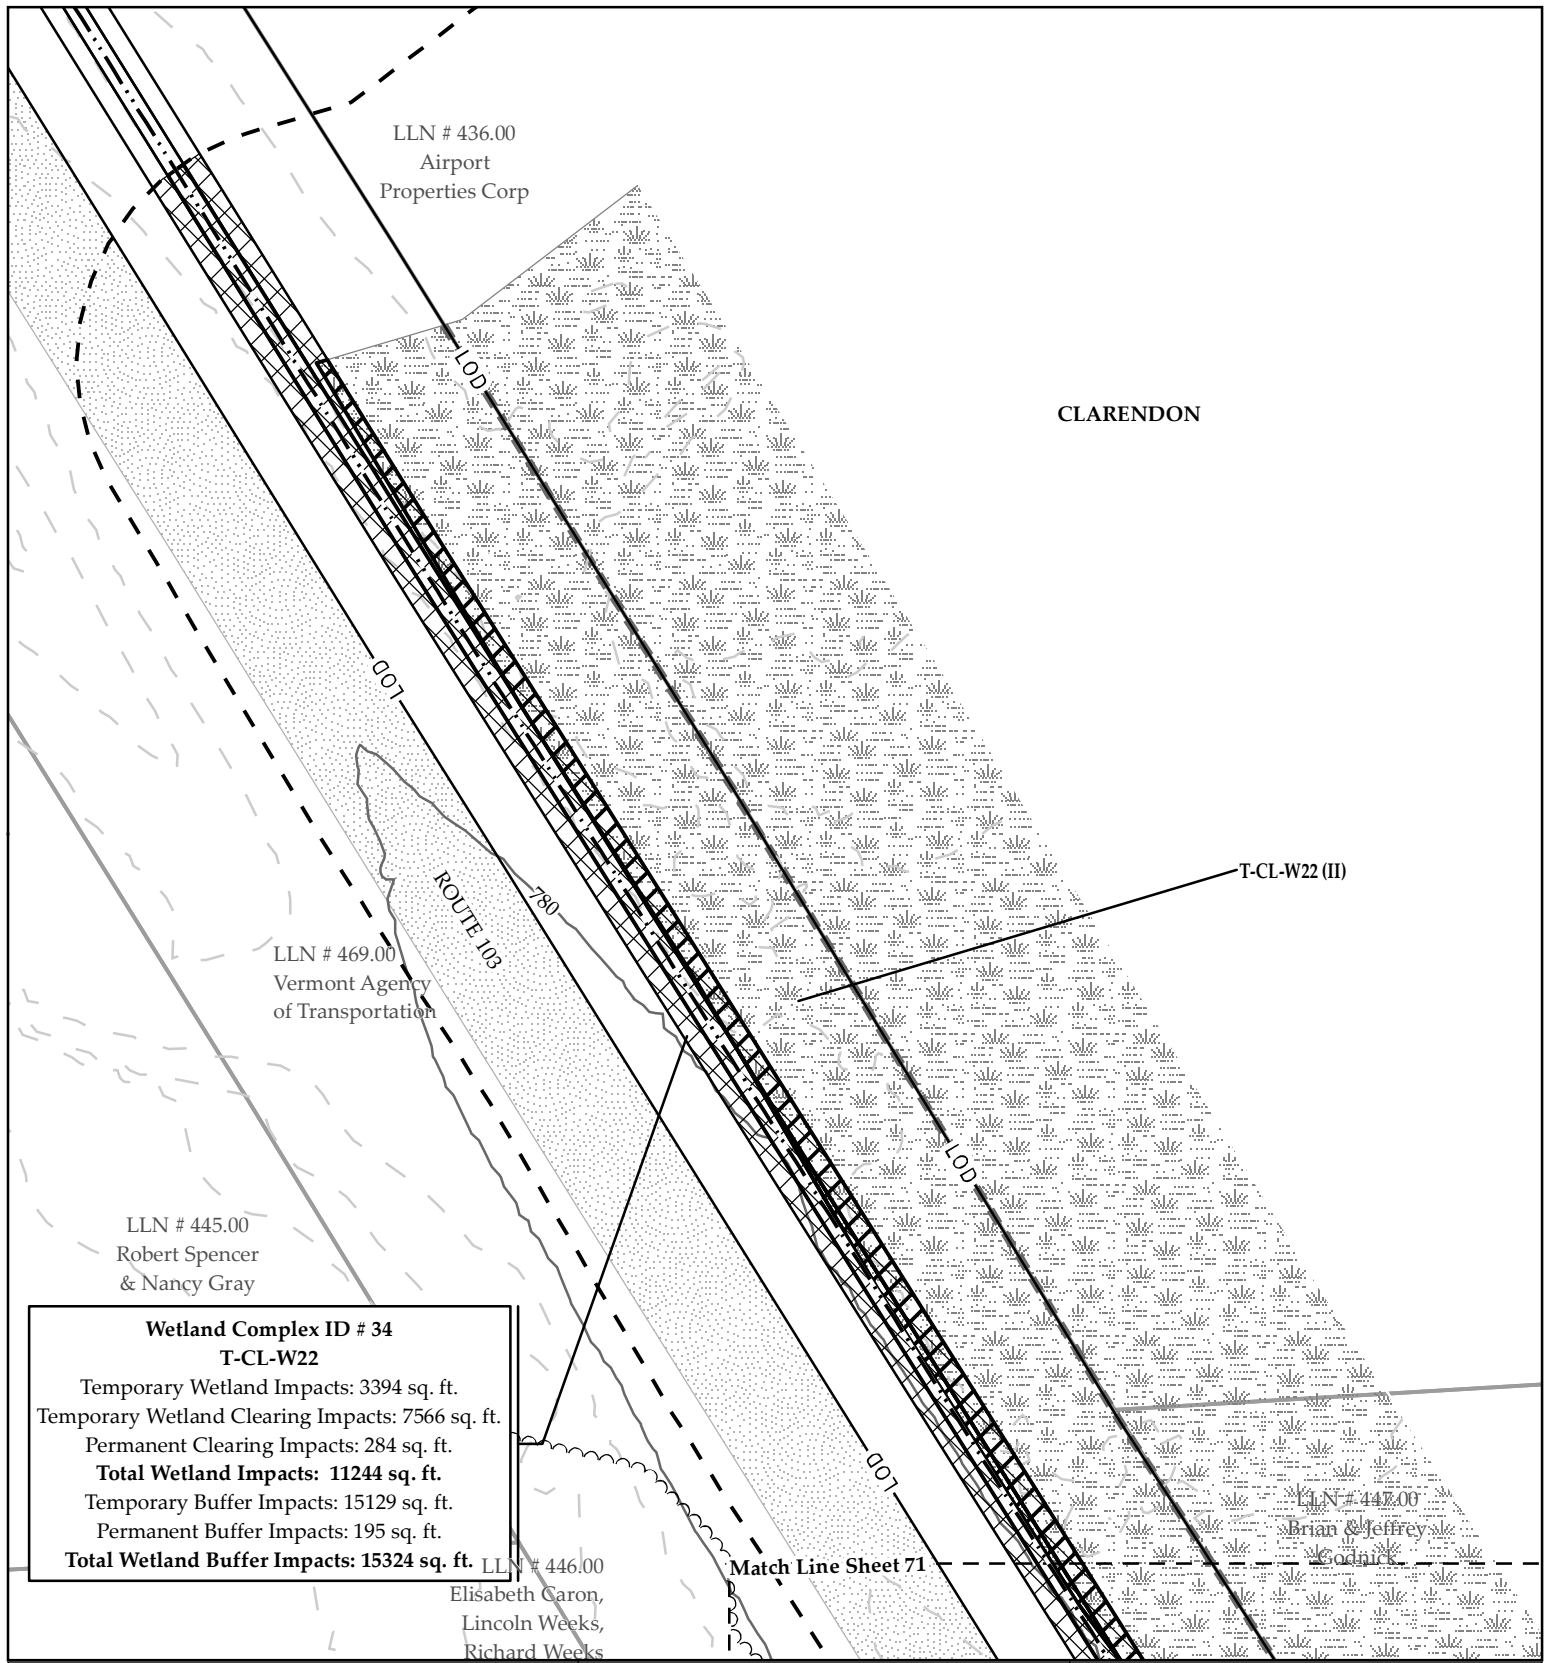 LLN # 436.00
Airport
Properties Corp
LOD
CLARENDON
LOD
T-CL-W22 (II)
780
ROUTE 103
LLN # 469.00
Vermont Agency
of Transportation
LOD
LLN # 445.00
Robert Spencer
& Nancy Gray
Wetland Complex ID # 34
T-CL-W22
Temporary Wetland Impacts: 3394 sq. ft.
Temporary Wetland Clearing Impacts: 7566 sq. ft.
Permanent Clearing Impacts: 284 sq. ft.
Total Wetland Impacts:  11244 sq. ft.
Temporary Buffer Impacts: 15129 sq. ft.
Permanent Buffer Impacts: 195 sq. ft.
Total Wetland Buffer Impacts: 15324 sq. ft.
LOD
LLN # 447.00
Brian & Jeffrey
Godnick
Match Line Sheet 71
LLN # 446.00
Elisabeth Caron,
Lincoln Weeks,
Richard Weeks